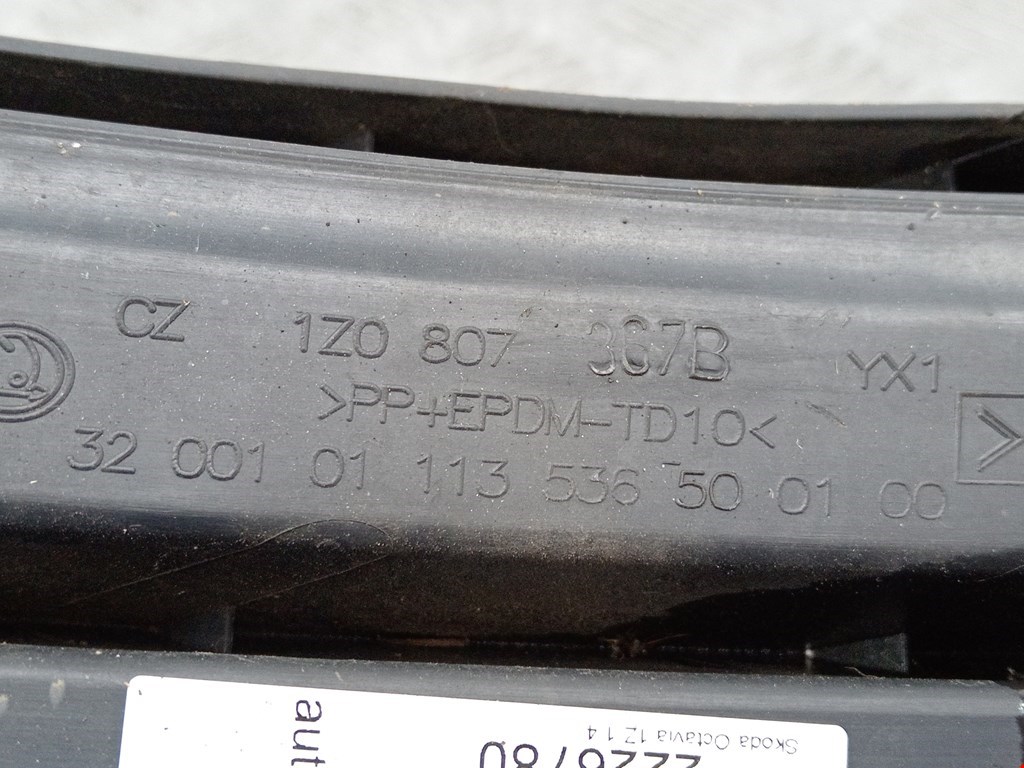 CZ 1Z0 807 367B YX1
>PP+EPDM-TD10<
32 001 01 113 536 50 01 00
Skoda Octavia 1Z 1 4